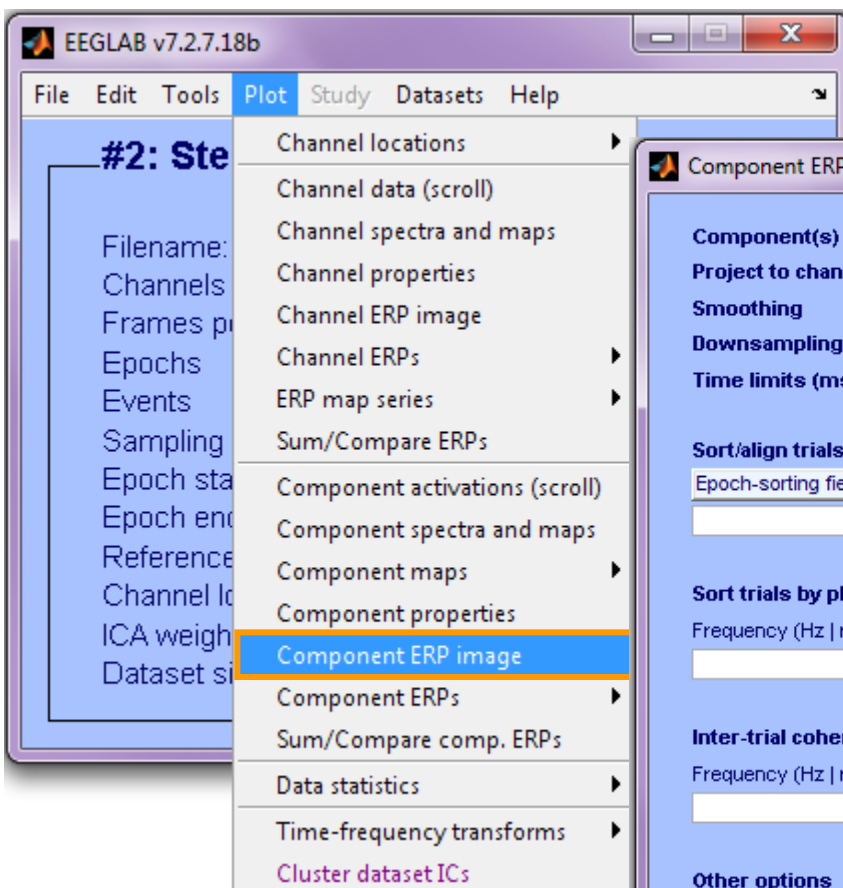 EEGLAB v7.2.7.18b
File Edit Tools Plot Study Datasets Help
#2: Ste
Filename:
Channels
Frames
Epochs
Events
Sampling
Epoch sta
Epoch end
Reference
Channel
ICA weigh
Dataset si
Channel locations
Channel data (scroll)
Channel spectra and maps
Channel properties
Channel ERP image
Channel ERPs
ERP map series
Sum/Compare ERPs
Component activations (scroll)
Component spectra and maps
Component maps
Component properties
Component ERP image
Component ERPs
Sum/Compare comp. ERPs
Data statistics
Time-frequency transforms
Cluster dataset ICs
Component ERP
Component(s)
Project to chan
Smoothing
Downsampling
Time limits (ms
Sort/align trials
Epoch-sorting fie
Sort trials by p
Frequency (Hz |
Inter-trial coher
Frequency (Hz |
Other options